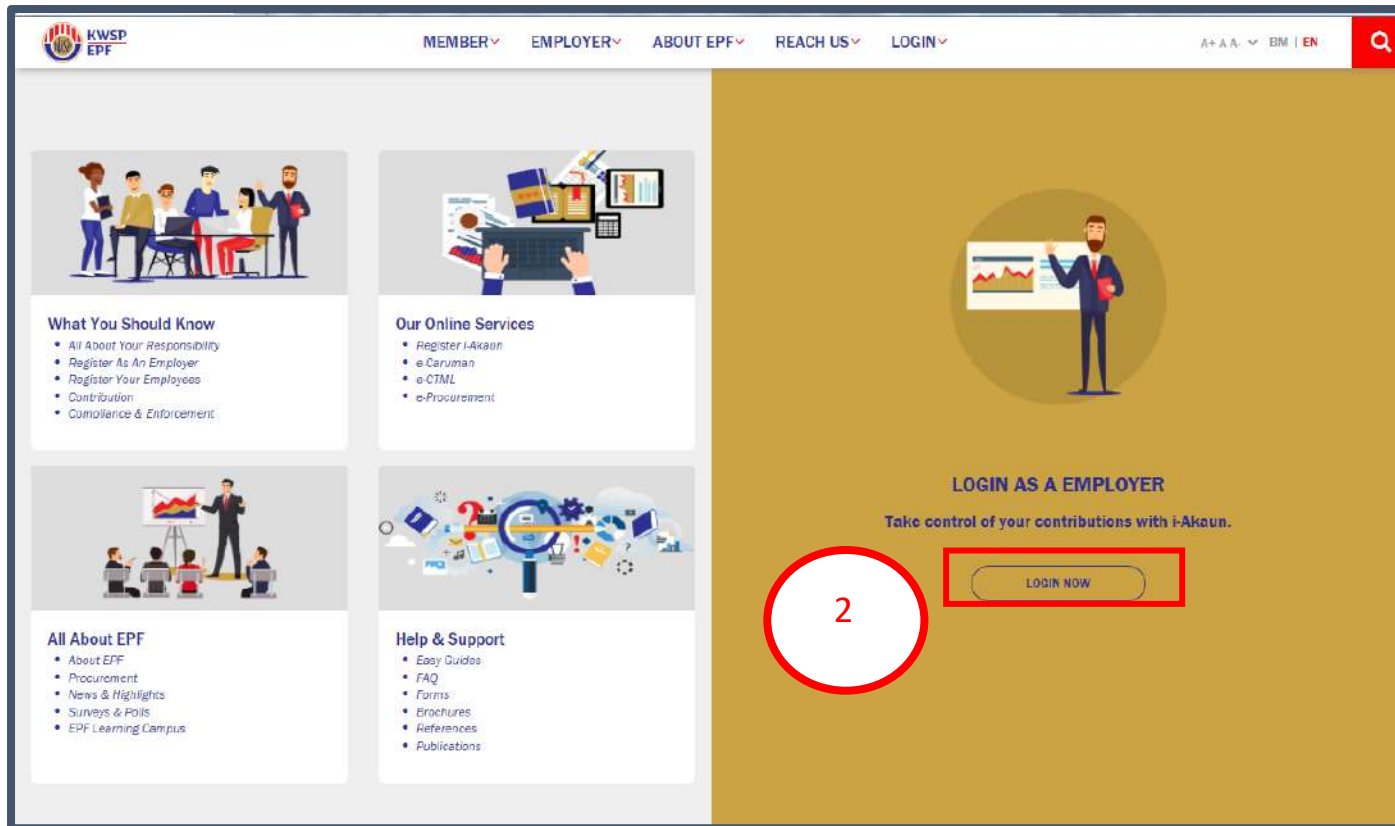 KWSP
EPF
MEMBER EMPLOYER ABOUT EPF REACH US LOGIN A+ A A- BM | EN
What You Should Know
• All About Your Responsibility
• Register As An Employer
• Register Your Employees
• Contribution
• Compliance & Enforcement
Our Online Services
• Register i-Akaun
• e-Caruman
• e-CTML
• e-Procurement
All About EPF
• About EPF
• Procurement
• News & Highlights
• Surveys & Polls
• EPF Learning Campus
FAQ
Help & Support
• Easy Guides
• FAQ
• Forms
• Brochures
• References
• Publications
LOGIN AS A EMPLOYER
Take control of your contributions with i-Akaun.
LOGIN NOW
2